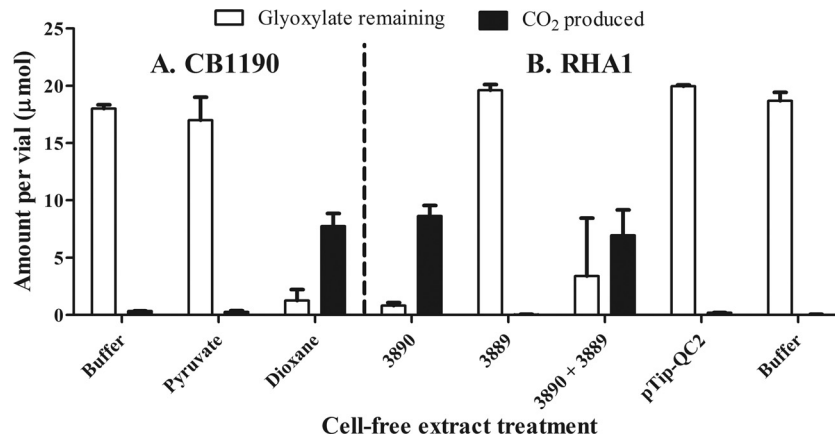 Glyoxylate remaining CO₂ produced
A. CB1190 B. RHA1
Amount per vial (μmol)
25
20
15
10
5
0
Buffer Pyruvate Dioxane 3890 3889 3890 + 3889 pTip-QC2 Buffer
Cell-free extract treatment